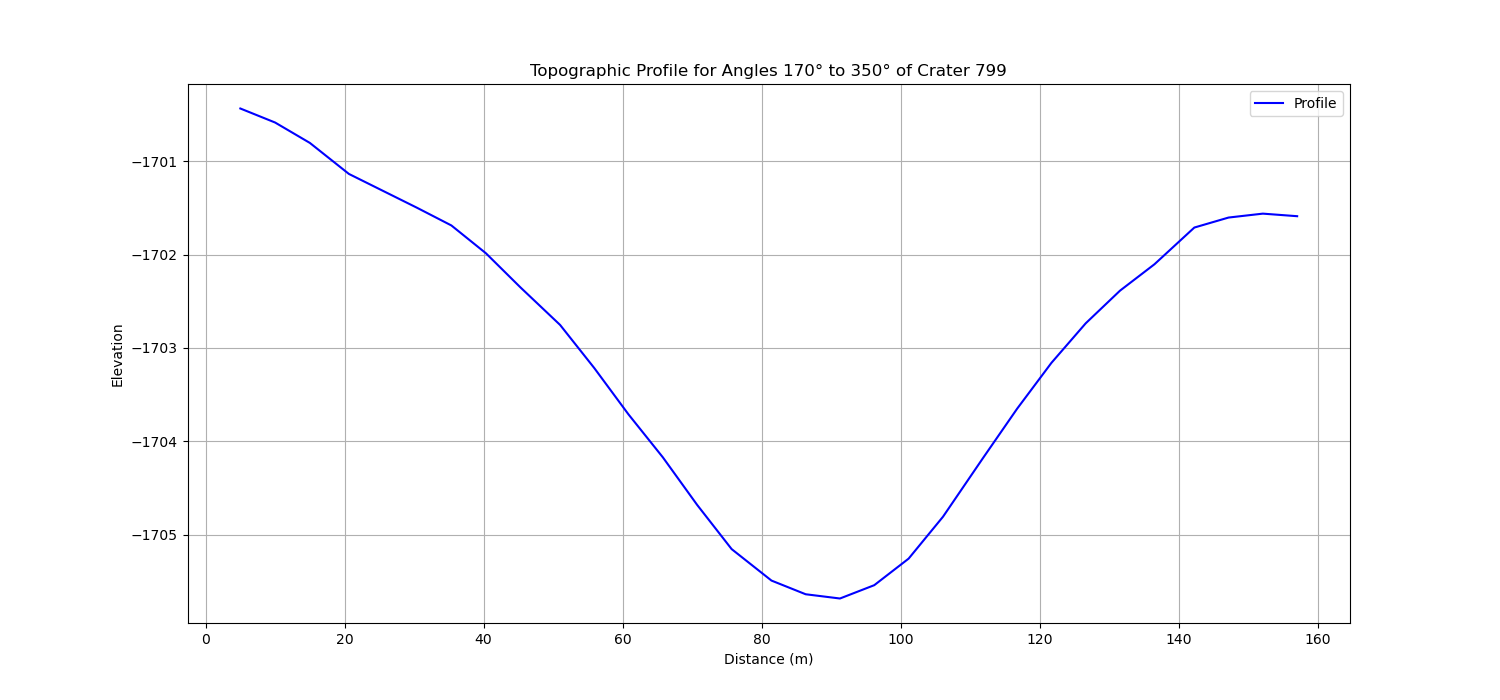 Topographic Profile for Angles 170° to 350° of Crater 799
Profile
−1701
−1702
−1703
−1704
−1705
Elevation
0 20 40 60 80 100 120 140 160
Distance (m)